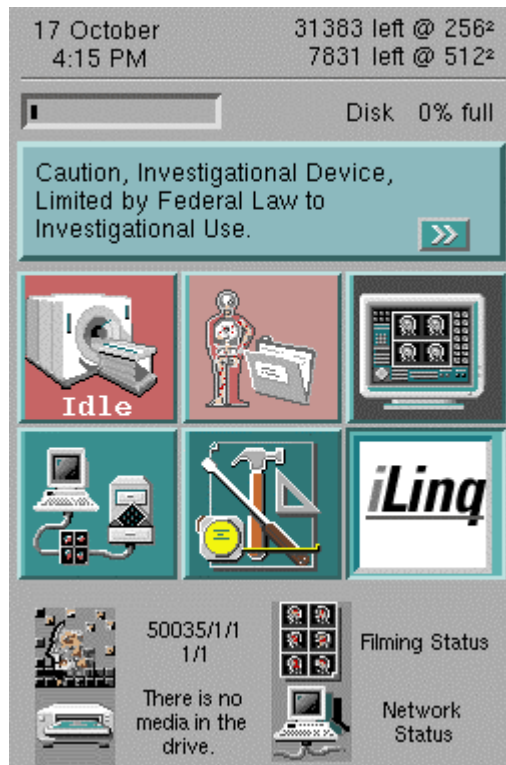 17 October
4:15 PM
31383 left @ 256²
7831 left @ 512²
Disk 0% full
Caution, Investigational Device,
Limited by Federal Law to
Investigational Use.
>>
Idle
iLinq
50035/1/1
1/1
Filming Status
There is no
media in the
drive.
Network
Status